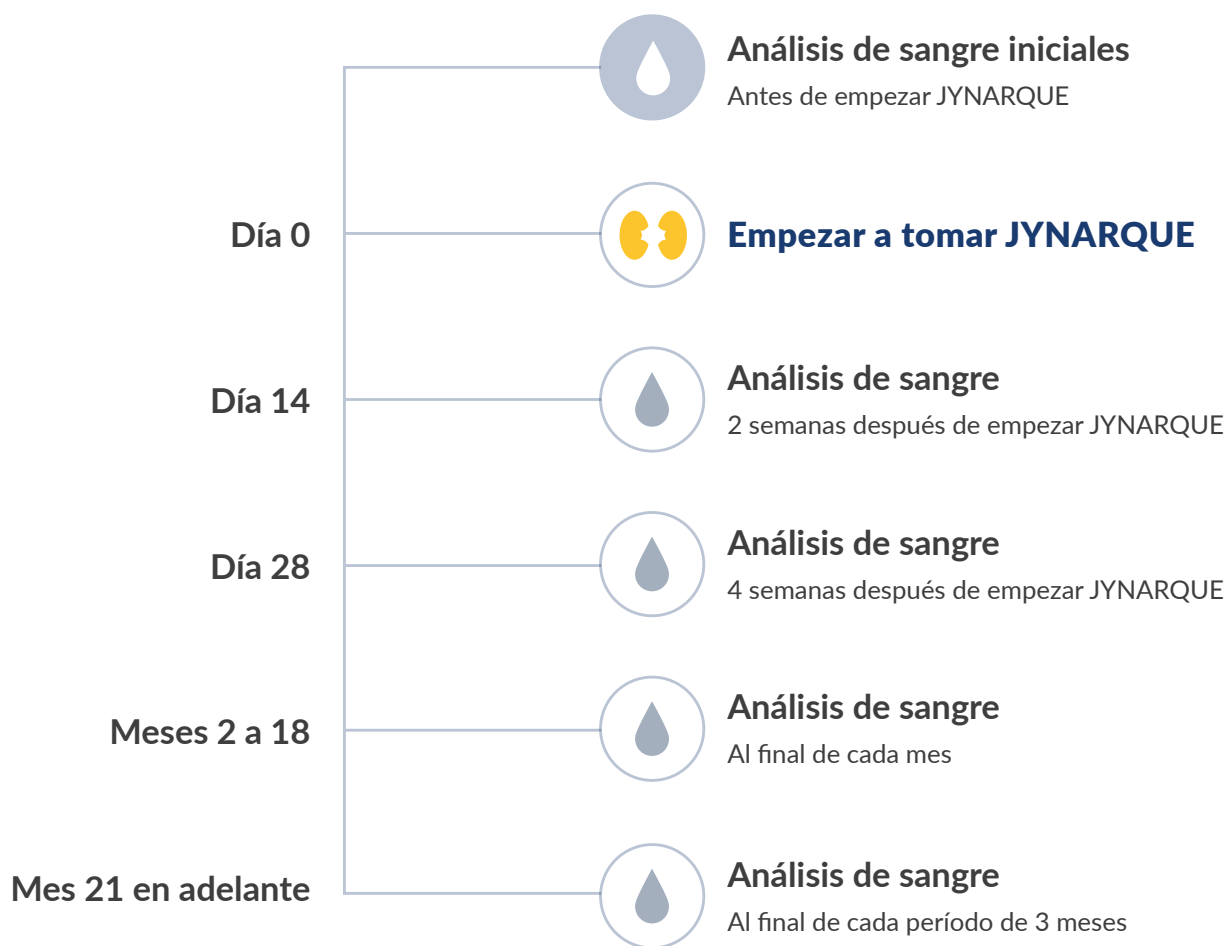 Análisis de sangre iniciales
Antes de empezar JYNARQUE
Día 0
Empezar a tomar JYNARQUE
Día 14
Análisis de sangre
2 semanas después de empezar JYNARQUE
Día 28
Análisis de sangre
4 semanas después de empezar JYNARQUE
Meses 2 a 18
Análisis de sangre
Al final de cada mes
Mes 21 en adelante
Análisis de sangre
Al final de cada período de 3 meses